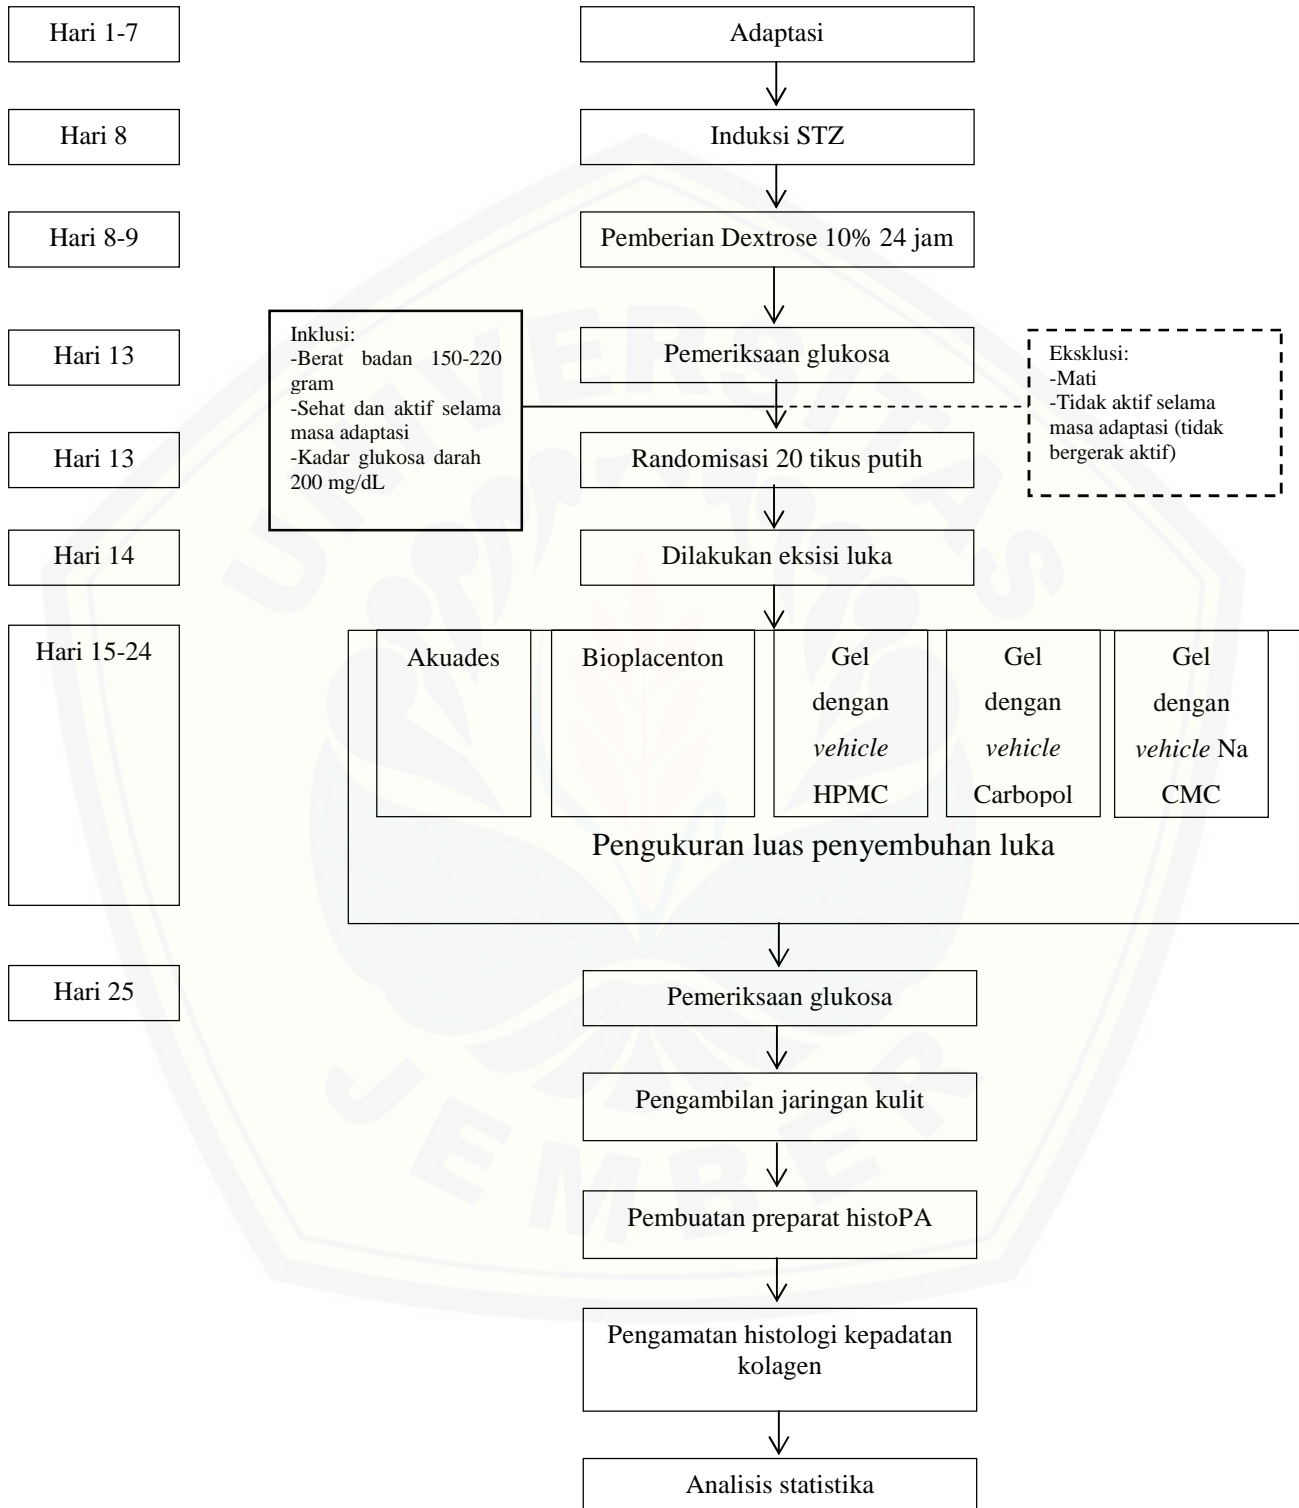 Hari 1-7
Adaptasi
Hari 8
Induksi STZ
Hari 8-9
Pemberian Dextrose 10% 24 jam
Hari 13
Pemeriksaan glukosa
Inklusi:
-Berat badan 150-220
gram
-Sehat dan aktif selama
masa adaptasi
-Kadar glukosa darah
200 mg/dL
Eksklusi:
-Mati
-Tidak aktif selama
masa adaptasi (tidak
bergerak aktif)
Hari 13
Randomisasi 20 tikus putih
Hari 14
Dilakukan eksisi luka
Hari 15-24
Akuades
Bioplacenton
Gel
dengan
vehicle
HPMC
Gel
dengan
vehicle
Carbopol
Gel
dengan
vehicle Na
CMC
Pengukuran luas penyembuhan luka
Hari 25
Pemeriksaan glukosa
Pengambilan jaringan kulit
Pembuatan preparat histoPA
Pengamatan histologi kepadatan
kolagen
Analisis statistika
UNIVERSITAS
JEMBER